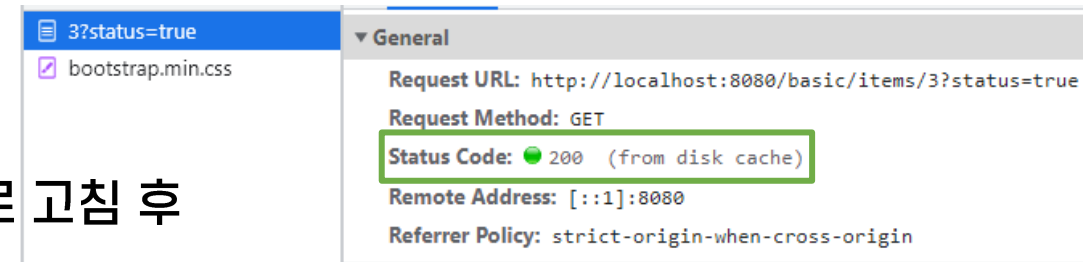 3?status=true
bootstrap.min.css
고침 후
▼ General
Request URL: http://localhost:8080/basic/items/3?status=true
Request Method: GET
Status Code: 200 (from disk cache)
Remote Address: [::1]:8080
Referrer Policy: strict-origin-when-cross-origin